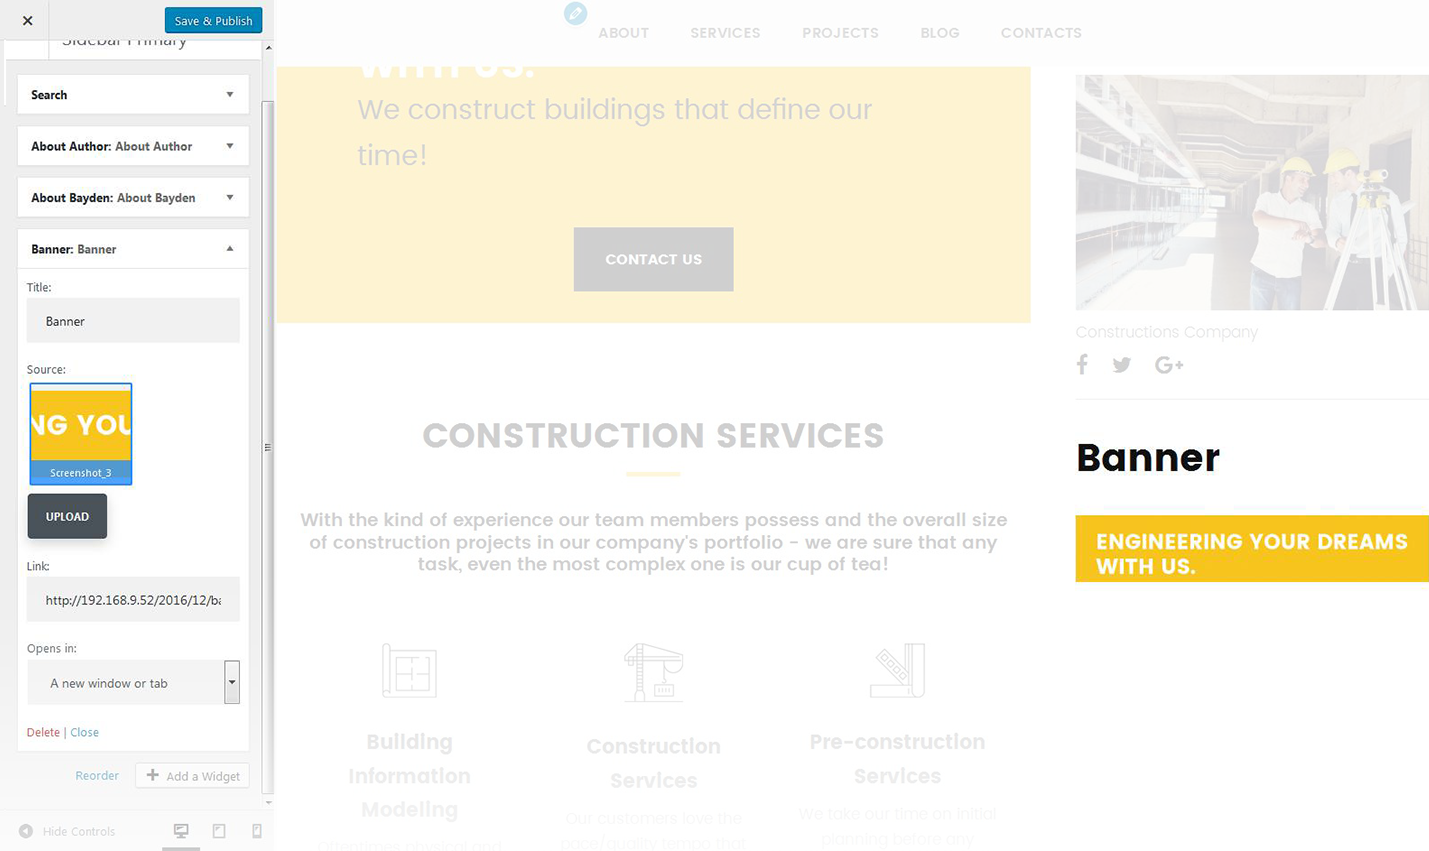 Save & Publish
Sidebar Primary
Search
About Author: About Author
About Bayden: About Bayden
Banner: Banner
Title:
Banner
Source:
NG YOU
Screenshot_3
UPLOAD
Link:
http://192.168.9.52/2016/12/ba
Opens in:
A new window or tab
Delete | Close
Reorder
Add a Widget
Hide Controls
ABOUT
SERVICES
PROJECTS
BLOG
CONTACTS
WITH US.
We construct buildings that define our
time!
CONTACT US
CONSTRUCTION SERVICES
With the kind of experience our team members possess and the overall size
of construction projects in our company's portfolio - we are sure that any
task, even the most complex one is our cup of tea!
Building
Information
Modeling
Offentimes physical and
Construction
Services
Our customers love the
pace/quality tempo that
Pre-construction
Services
We take our time on initial
planning before any
Constructions Company
Banner
ENGINEERING YOUR DREAMS
WITH US.